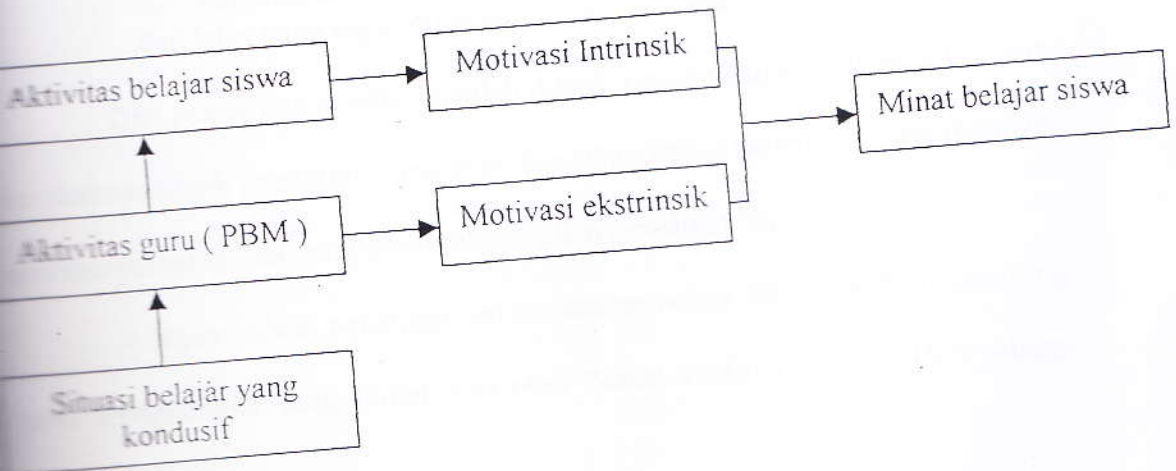 Aktivitas belajar siswa
Motivasi Intrinsik
Minat belajar siswa
Aktivitas guru ( PBM )
Motivasi ekstrinsik
Situasi belajar yang
kondusif